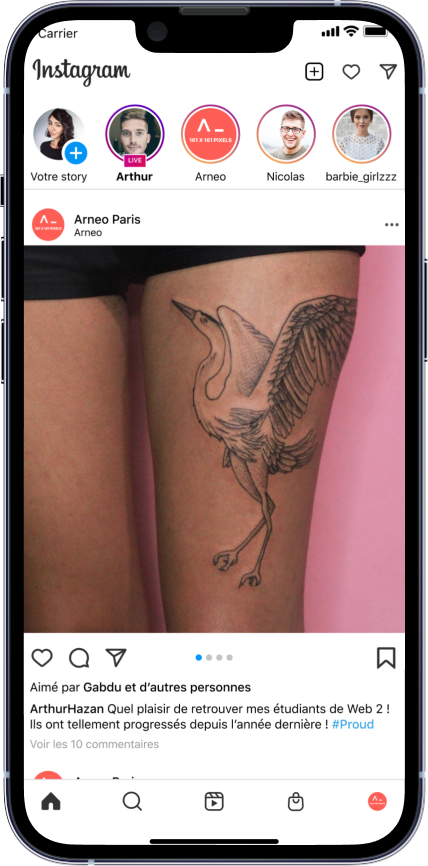 Carrier
Instagram
LIVE
101 X 101 PIXELS
Votre story
Arthur
Arneo
Nicolas
barbie_girlzzz
Arneo Paris
Arneo
Aimé par Gabdu et d’autres personnes
ArthurHazan Quel plaisir de retrouver mes étudiants de Web 2 !
Ils ont tellement progressés depuis l’année dernière ! #Proud
Voir les 10 commentaires